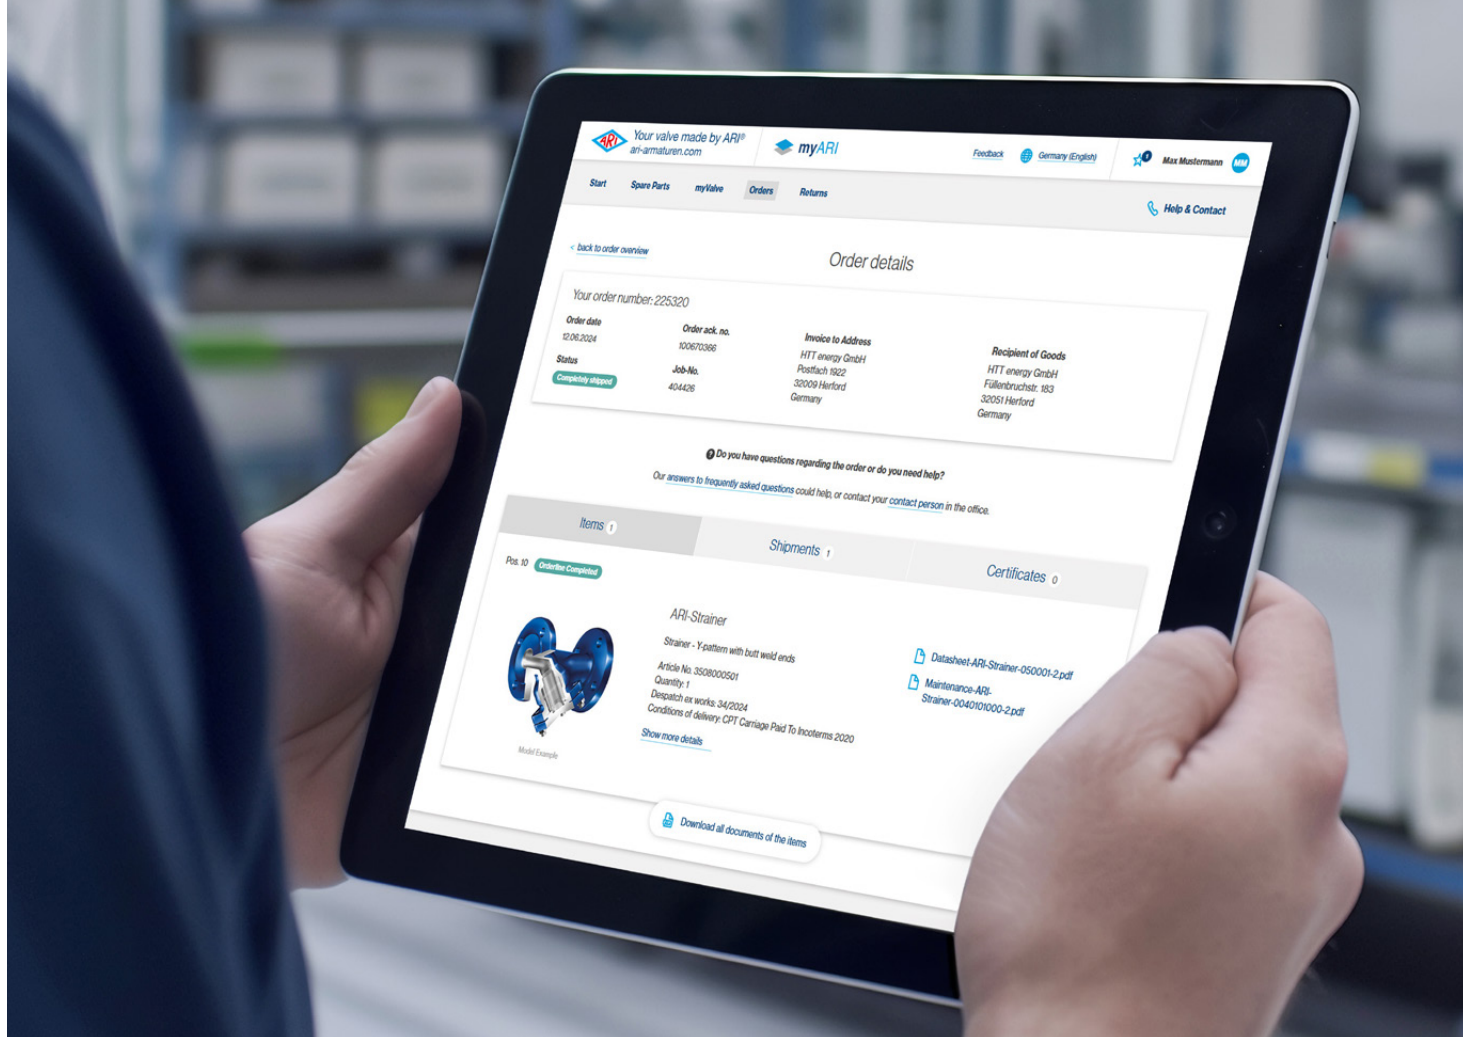 ARI
Your valve made by ARI®
ari-armaturen.com
myARI
Feedback
Germany (English)
Max Mustermann
MM
Start
Spare Parts
myValve
Orders
Returns
Help & Contact
< back to order overview
Order details
Your order number: 225320
Order date
12.06.2024
Status
Completely shipped
Order ack. no.
100670366
Job-No.
404426
Invoice to Address
HTT energy GmbH
Postfach 1922
32009 Herford
Germany
Recipient of Goods
HTT energy GmbH
Füllenbruchstr. 183
32051 Herford
Germany
? Do you have questions regarding the order or do you need help?
Our answers to frequently asked questions could help, or contact your contact person in the office.
Items 1
Shipments 1
Certificates 0
Pos. 10 Orderline Completed
Model Example
ARI-Strainer
Strainer - Y-pattern with butt weld ends
Article No. 3508000501
Quantity: 1
Despatch ex works: 34/2024
Conditions of delivery: CPT Carriage Paid To Incoterms 2020
Show more details
Datasheet-ARI-Strainer-050001-2.pdf
Maintenance-ARI-
Strainer-0040101000-2.pdf
Download all documents of the items